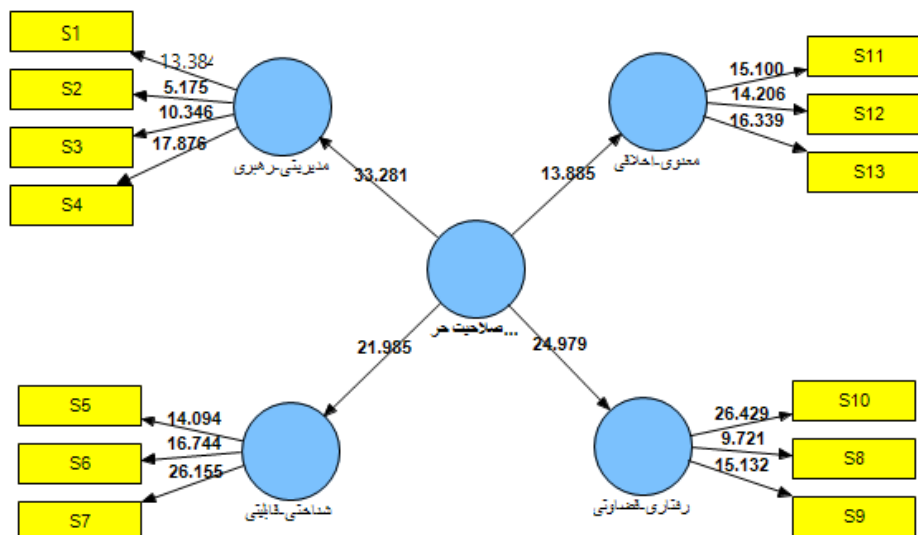 S1
13.384
S2
5.175
S3
10.346
S4
17.876
مدیریتی-رهبری
33.281
S11
15.100
S12
14.206
S13
16.339
معنوی-اخلاقی
13.885
صلاحیت حر...
21.985
24.979
S5
14.094
S6
16.744
S7
26.155
شناختی-قابلیتی
S10
26.429
S8
9.721
S9
15.132
رفتاری-قضاوتی